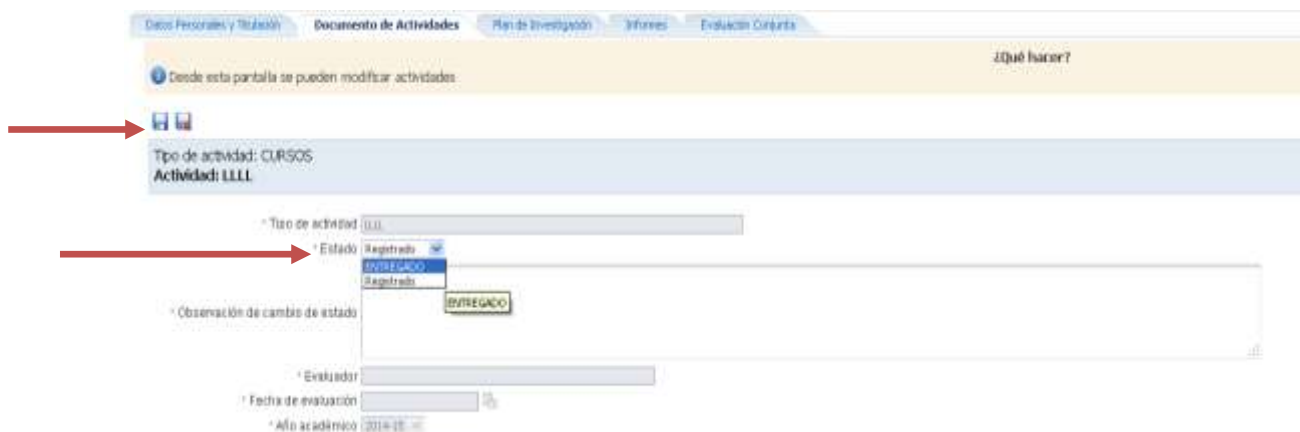 Datos Personales y Titulación Documento de Actividades Plan de Investigación Informes Evaluación Conjunta
¿Qué hacer?
Desde esta pantalla se pueden modificar actividades
Tipo de actividad: CURSOS
Actividad: LLLL
* Tipo de actividad LLLL
* Estado Registrado
ENTREGADO
Registrado
ENTREGADO
* Observación de cambio de estado
* Evaluador
* Fecha de evaluación
* Año académico 2014-15